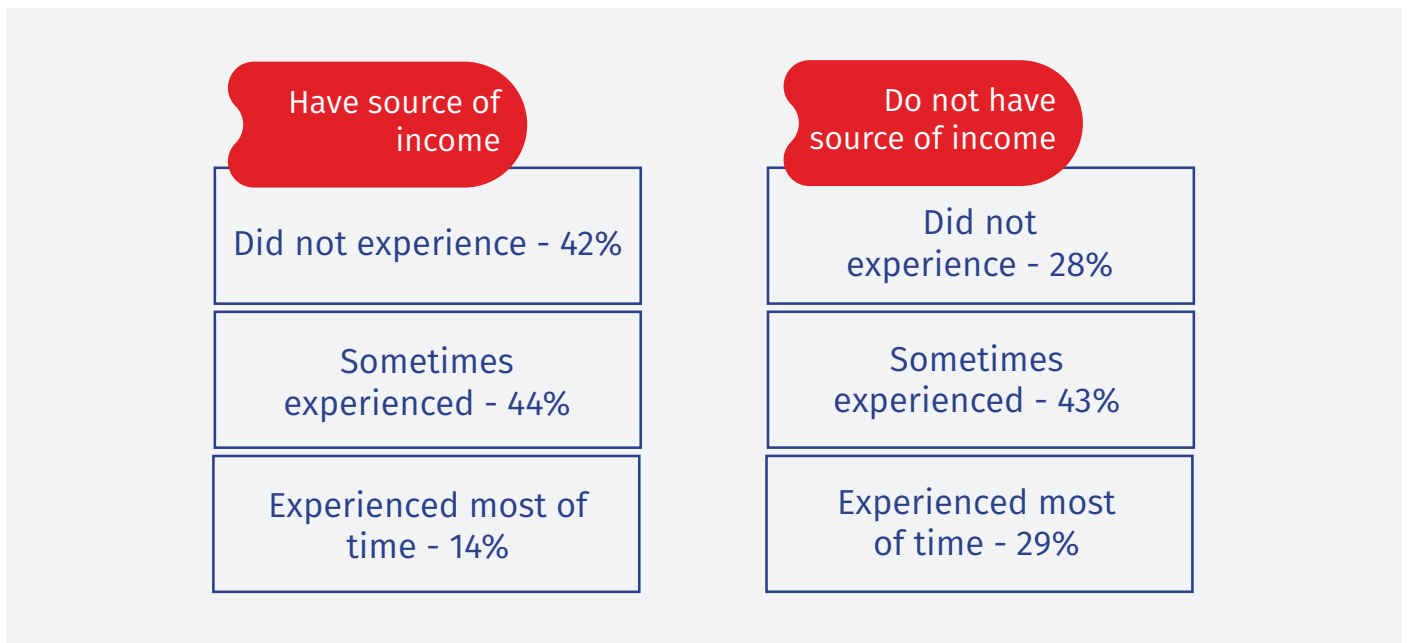 Have source of
income
Did not experience - 42%
Sometimes
experienced - 44%
Experienced most of
time - 14%
Do not have
source of income
Did not
experience - 28%
Sometimes
experienced - 43%
Experienced most
of time - 29%